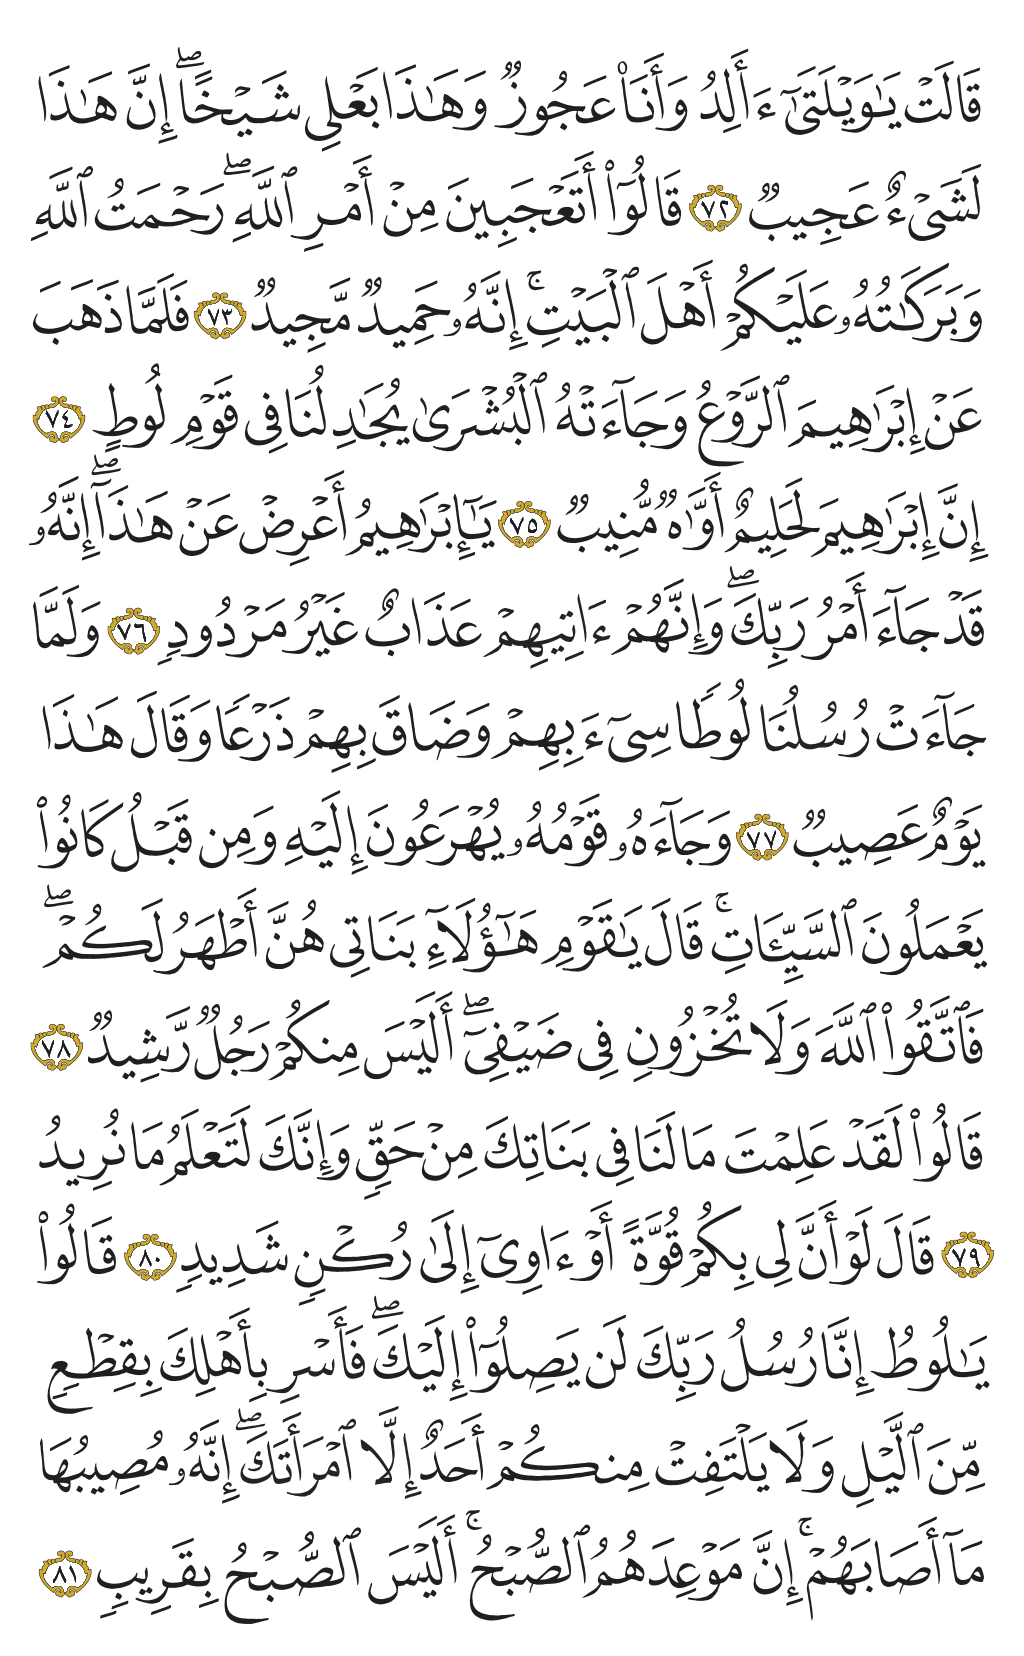 قَالَتْ يَـٰوَيْلَتَىٰٓ ءَأَلِدُ وَأَنَا۠ عَجُوزٌ وَهَـٰذَا بَعْلِى شَيْخًا ۖ إِنَّ هَـٰذَا
لَشَىْءٌ عَجِيبٌ ٧٢ قَالُوٓا۟ أَتَعْجَبِينَ مِنْ أَمْرِ ٱللَّهِ ۖ رَحْمَتُ ٱللَّهِ
وَبَرَكَـٰتُهُۥ عَلَيْكُمْ أَهْلَ ٱلْبَيْتِ ۚ إِنَّهُۥ حَمِيدٌ مَّجِيدٌ ٧٣ فَلَمَّا ذَهَبَ
عَنْ إِبْرَٰهِيمَ ٱلرَّوْعُ وَجَآءَتْهُ ٱلْبُشْرَىٰ يُجَـٰدِلُنَا فِى قَوْمِ لُوطٍ ٧٤
إِنَّ إِبْرَٰهِيمَ لَحَلِيمٌ أَوَّٰهٌ مُّنِيبٌ ٧٥ يَـٰٓإِبْرَٰهِيمُ أَعْرِضْ عَنْ هَـٰذَآ ۖ إِنَّهُۥ
قَدْ جَآءَ أَمْرُ رَبِّكَ ۖ وَإِنَّهُمْ ءَاتِيهِمْ عَذَابٌ غَيْرُ مَرْدُودٍ ٧٦ وَلَمَّا
جَآءَتْ رُسُلُنَا لُوطًا سِىٓءَ بِهِمْ وَضَاقَ بِهِمْ ذَرْعًا وَقَالَ هَـٰذَا
يَوْمٌ عَصِيبٌ ٧٧ وَجَآءَهُۥ قَوْمُهُۥ يُهْرَعُونَ إِلَيْهِ وَمِن قَبْلُ كَانُوا۟
يَعْمَلُونَ ٱلسَّيِّـَٔاتِ ۚ قَالَ يَـٰقَوْمِ هَـٰٓؤُلَآءِ بَنَاتِى هُنَّ أَطْهَرُ لَكُمْ ۖ
فَٱتَّقُوا۟ ٱللَّهَ وَلَا تُخْزُونِ فِى ضَيْفِىٓ ۖ أَلَيْسَ مِنكُمْ رَجُلٌ رَّشِيدٌ ٧٨
قَالُوا۟ لَقَدْ عَلِمْتَ مَا لَنَا فِى بَنَاتِكَ مِنْ حَقٍّ وَإِنَّكَ لَتَعْلَمُ مَا نُرِيدُ
٧٩ قَالَ لَوْ أَنَّ لِى بِكُمْ قُوَّةً أَوْ ءَاوِىٓ إِلَىٰ رُكْنٍ شَدِيدٍ ٨٠ قَالُوا۟
يَـٰلُوطُ إِنَّا رُسُلُ رَبِّكَ لَن يَصِلُوٓا۟ إِلَيْكَ ۖ فَأَسْرِ بِأَهْلِكَ بِقِطْعٍ
مِّنَ ٱلَّيْلِ وَلَا يَلْتَفِتْ مِنكُمْ أَحَدٌ إِلَّا ٱمْرَأَتَكَ ۖ إِنَّهُۥ مُصِيبُهَا
مَآ أَصَابَهُمْ ۚ إِنَّ مَوْعِدَهُمُ ٱلصُّبْحُ ۚ أَلَيْسَ ٱلصُّبْحُ بِقَرِيبٍ ٨١